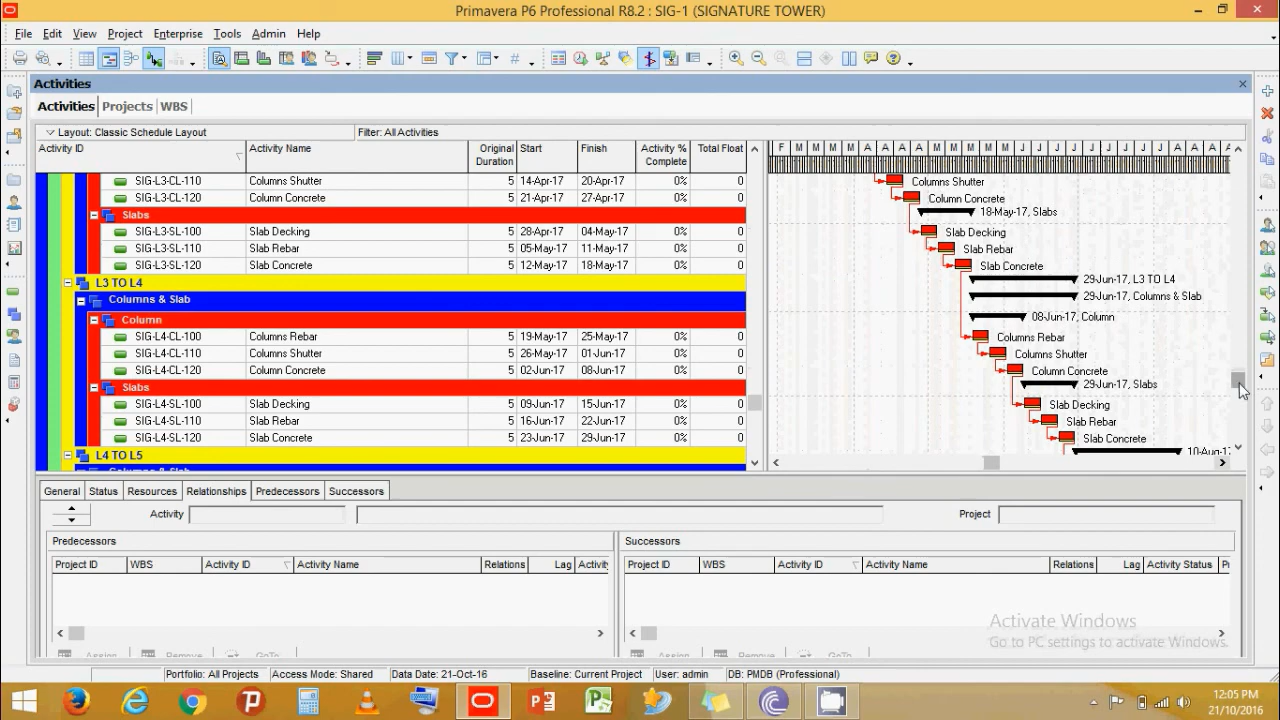 Primavera P6 Professional R8.2 : SIG-1 (SIGNATURE TOWER)
File Edit View Project Enterprise Tools Admin Help
Activities
Activities Projects WBS
Layout: Classic Schedule Layout Filter: All Activities
Activity ID Activity Name Original Duration Start Finish Activity % Complete Total Float
F M M M M A A A A M M M M M J J J J J J J J A A A A
SIG-L3-CL-110 Columns Shutter 5 14-Apr-17 20-Apr-17 0% 0 Columns Shutter
SIG-L3-CL-120 Column Concrete 5 21-Apr-17 27-Apr-17 0% 0 Column Concrete
Slabs 18-May-17, Slabs
SIG-L3-SL-100 Slab Decking 5 28-Apr-17 04-May-17 0% 0 Slab Decking
SIG-L3-SL-110 Slab Rebar 5 05-May-17 11-May-17 0% 0 Slab Rebar
SIG-L3-SL-120 Slab Concrete 5 12-May-17 18-May-17 0% 0 Slab Concrete
L3 TO L4 29-Jun-17, L3 TO L4
Columns & Slab 29-Jun-17, Columns & Slab
Column 08-Jun-17, Column
SIG-L4-CL-100 Columns Rebar 5 19-May-17 25-May-17 0% 0 Columns Rebar
SIG-L4-CL-110 Columns Shutter 5 26-May-17 01-Jun-17 0% 0 Columns Shutter
SIG-L4-CL-120 Column Concrete 5 02-Jun-17 08-Jun-17 0% 0 Column Concrete
Slabs 29-Jun-17, Slabs
SIG-L4-SL-100 Slab Decking 5 09-Jun-17 15-Jun-17 0% 0 Slab Decking
SIG-L4-SL-110 Slab Rebar 5 16-Jun-17 22-Jun-17 0% 0 Slab Rebar
SIG-L4-SL-120 Slab Concrete 5 23-Jun-17 29-Jun-17 0% 0 Slab Concrete
L4 TO L5 10-Aug-17
Columns & Slab
General Status Resources Relationships Predecessors Successors
Activity Project
Predecessors Successors
Project ID WBS Activity ID Activity Name Relations Lag Activity Project ID WBS Activity ID Activity Name Relations Lag Activity Status
Assign Remove GoTo Assign Remove GoTo
Activate Windows
Go to PC settings to activate Windows.
Portfolio: All Projects Access Mode: Shared Data Date: 21-Oct-16 Baseline: Current Project User: admin DB: PMDB (Professional)
12:05 PM
21/10/2016